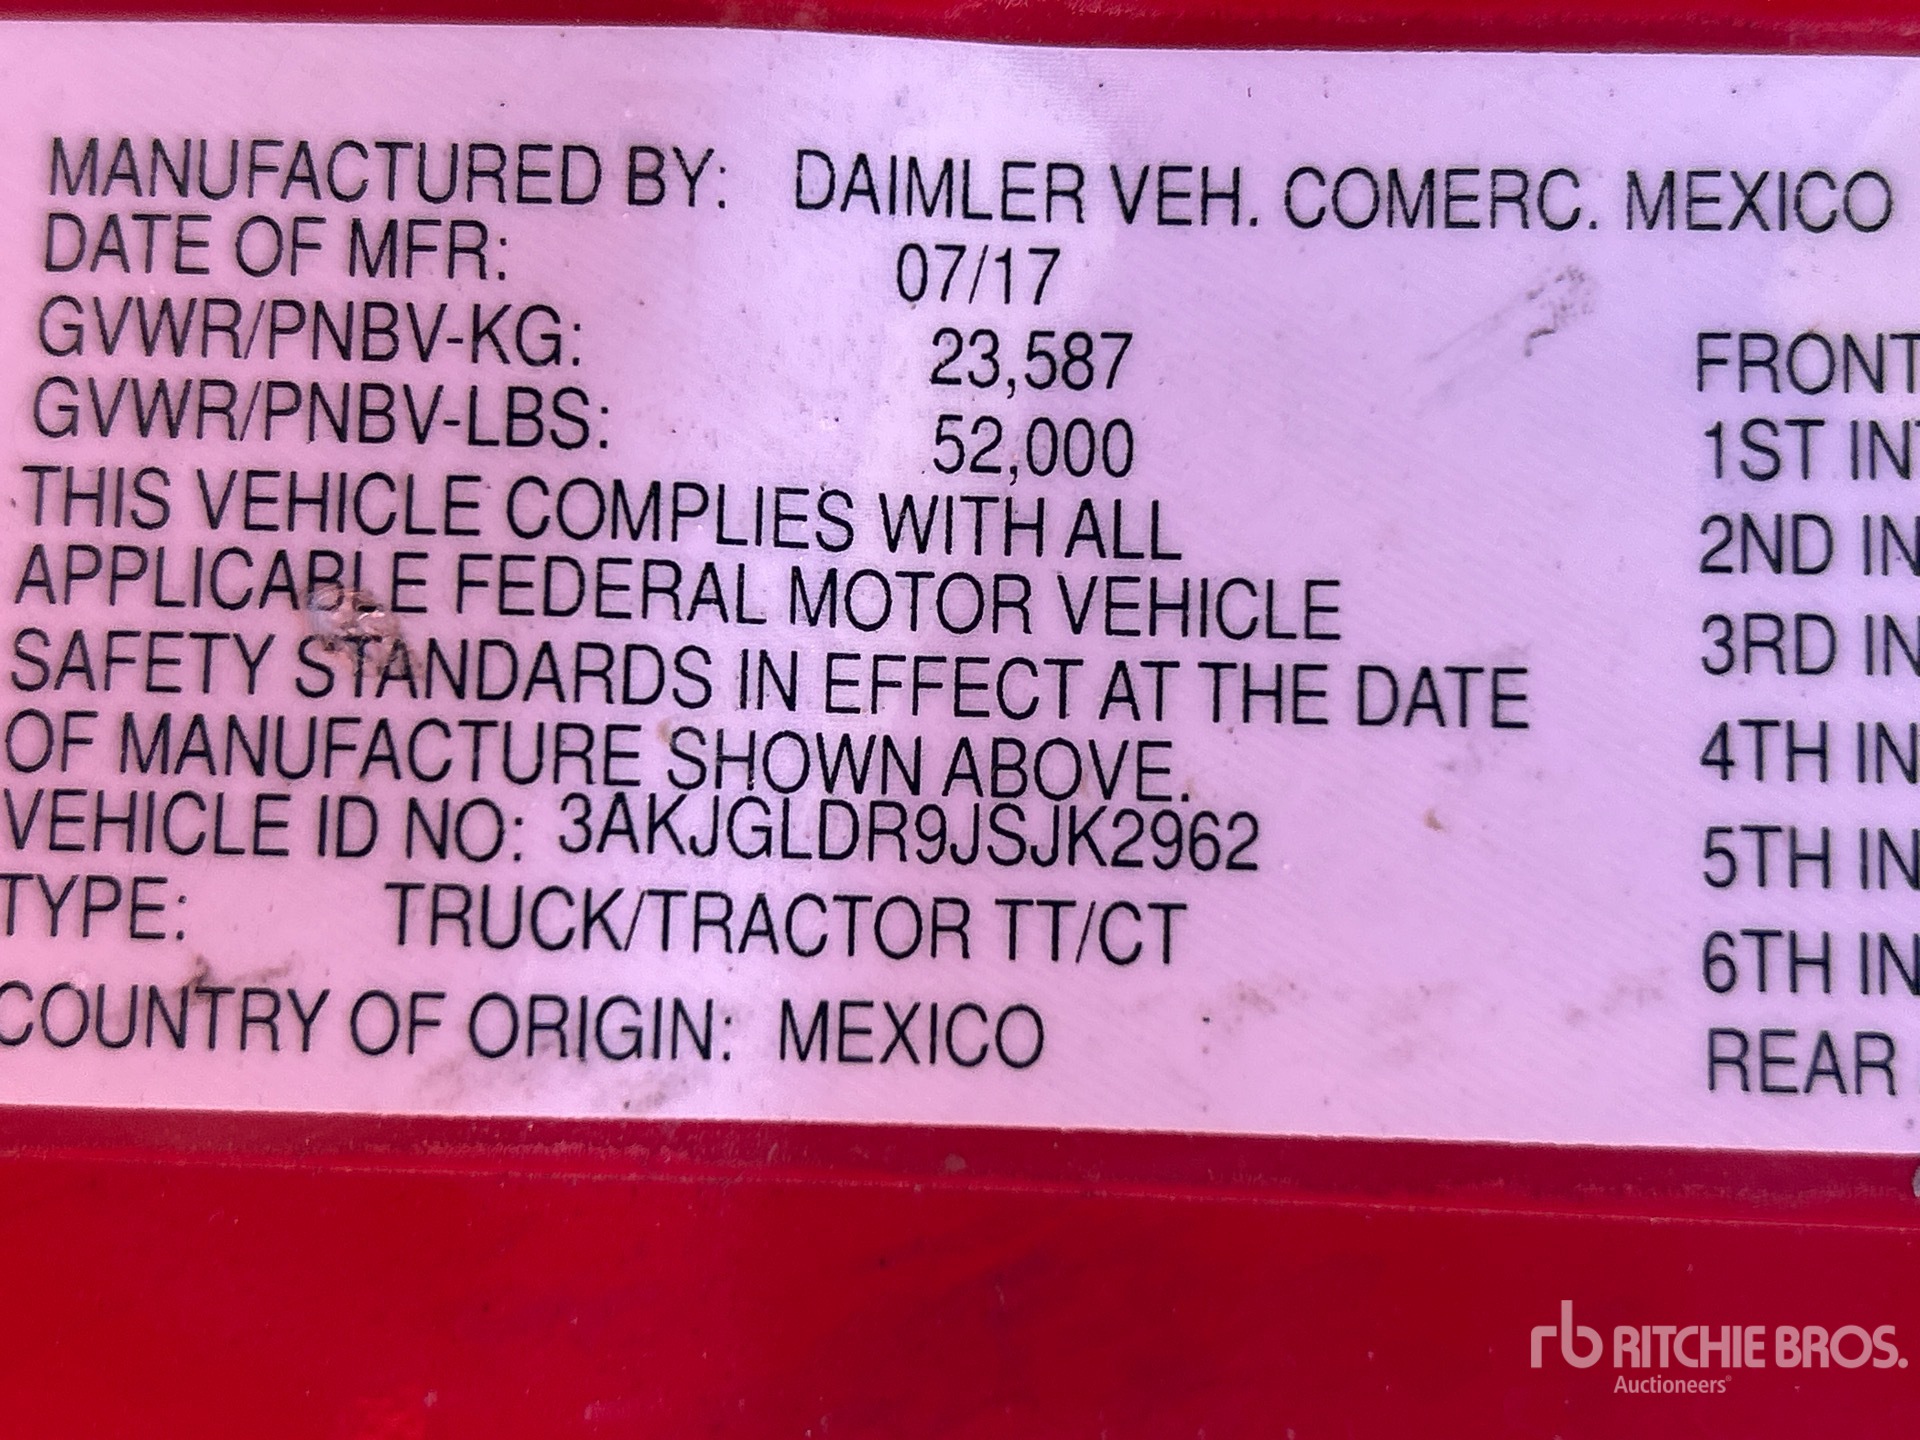 MANUFACTURED BY: DAIMLER VEH. COMERC. MEXICO
DATE OF MFR: 07/17
GVWR/PNBV-KG: 23,587
GVWR/PNBV-LBS: 52,000
THIS VEHICLE COMPLIES WITH ALL
APPLICABLE FEDERAL MOTOR VEHICLE
SAFETY STANDARDS IN EFFECT AT THE DATE
OF MANUFACTURE SHOWN ABOVE.
VEHICLE ID NO: 3AKJGLDR9JSJK2962
TYPE: TRUCK/TRACTOR TT/CT
COUNTRY OF ORIGIN: MEXICO
FRONT
1ST INT
2ND IN
3RD IN
4TH IN
5TH IN
6TH IN
REAR
rb RITCHIE BROS.
Auctioneers